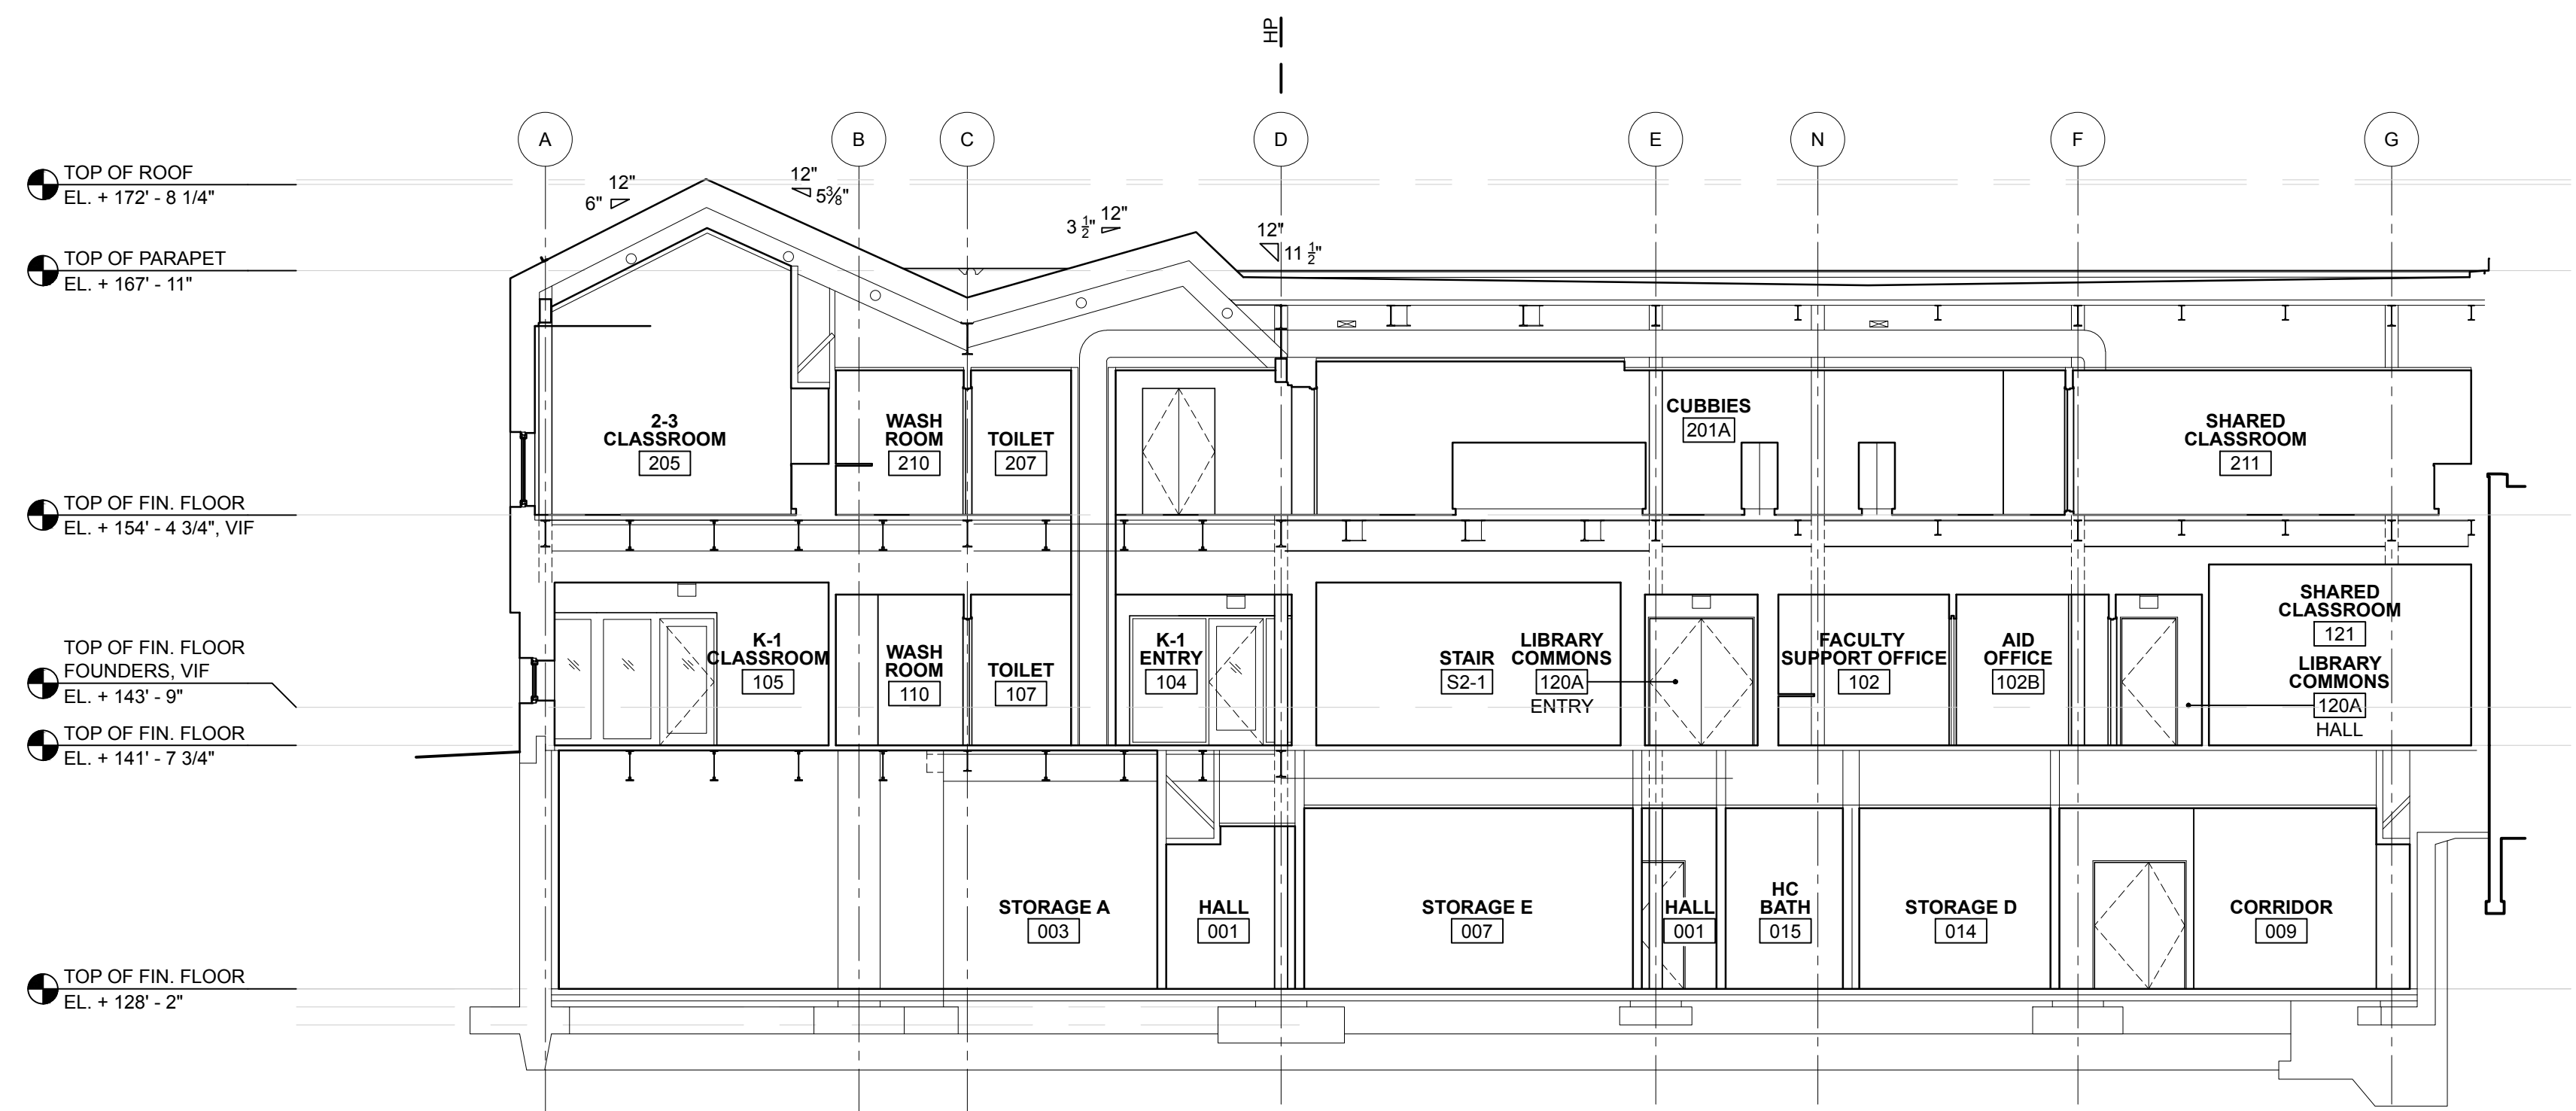 HP
A
B
C
D
E
N
F
G
TOP OF ROOF
EL. + 172' - 8 1/4"
TOP OF PARAPET
EL. + 167' - 11"
TOP OF FIN. FLOOR
EL. + 154' - 4 3/4", VIF
TOP OF FIN. FLOOR
FOUNDERS, VIF
EL. + 143' - 9"
TOP OF FIN. FLOOR
EL. + 141' - 7 3/4"
TOP OF FIN. FLOOR
EL. + 128' - 2"
12"
6"
12"
5⅜"
12"
3 ½"
12"
11 ½"
2-3
CLASSROOM
205
WASH
ROOM
210
TOILET
207
CUBBIES
201A
SHARED
CLASSROOM
211
K-1
CLASSROOM
105
WASH
ROOM
110
TOILET
107
K-1
ENTRY
104
STAIR
S2-1
LIBRARY
COMMONS
120A
ENTRY
FACULTY
SUPPORT OFFICE
102
AID
OFFICE
102B
SHARED
CLASSROOM
121
LIBRARY
COMMONS
120A
HALL
STORAGE A
003
HALL
001
STORAGE E
007
HALL
001
HC
BATH
015
STORAGE D
014
CORRIDOR
009